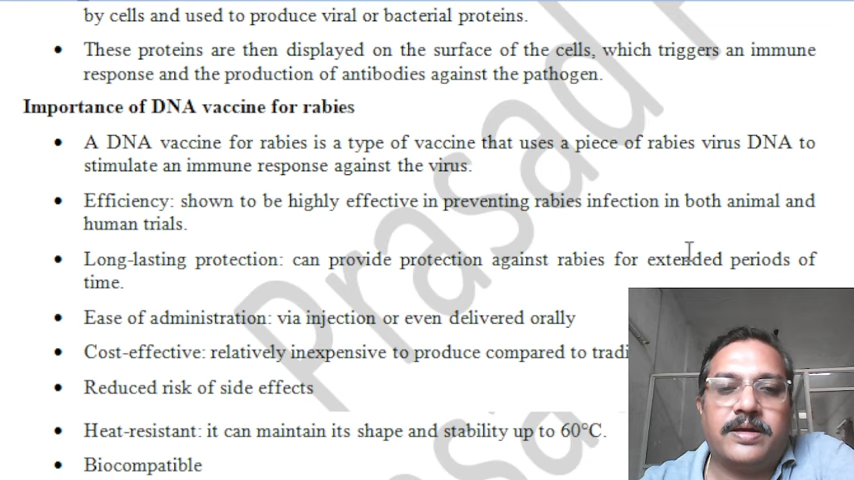 by cells and used to produce viral or bacterial proteins.
• These proteins are then displayed on the surface of the cells, which triggers an immune
response and the production of antibodies against the pathogen.
Importance of DNA vaccine for rabies
• A DNA vaccine for rabies is a type of vaccine that uses a piece of rabies virus DNA to
stimulate an immune response against the virus.
• Efficiency: shown to be highly effective in preventing rabies infection in both animal and
human trials.
• Long-lasting protection: can provide protection against rabies for extended periods of
time.
• Ease of administration: via injection or even delivered orally
• Cost-effective: relatively inexpensive to produce compared to tradi
• Reduced risk of side effects
• Heat-resistant: it can maintain its shape and stability up to 60°C.
• Biocompatible
Prasad P
Prasa